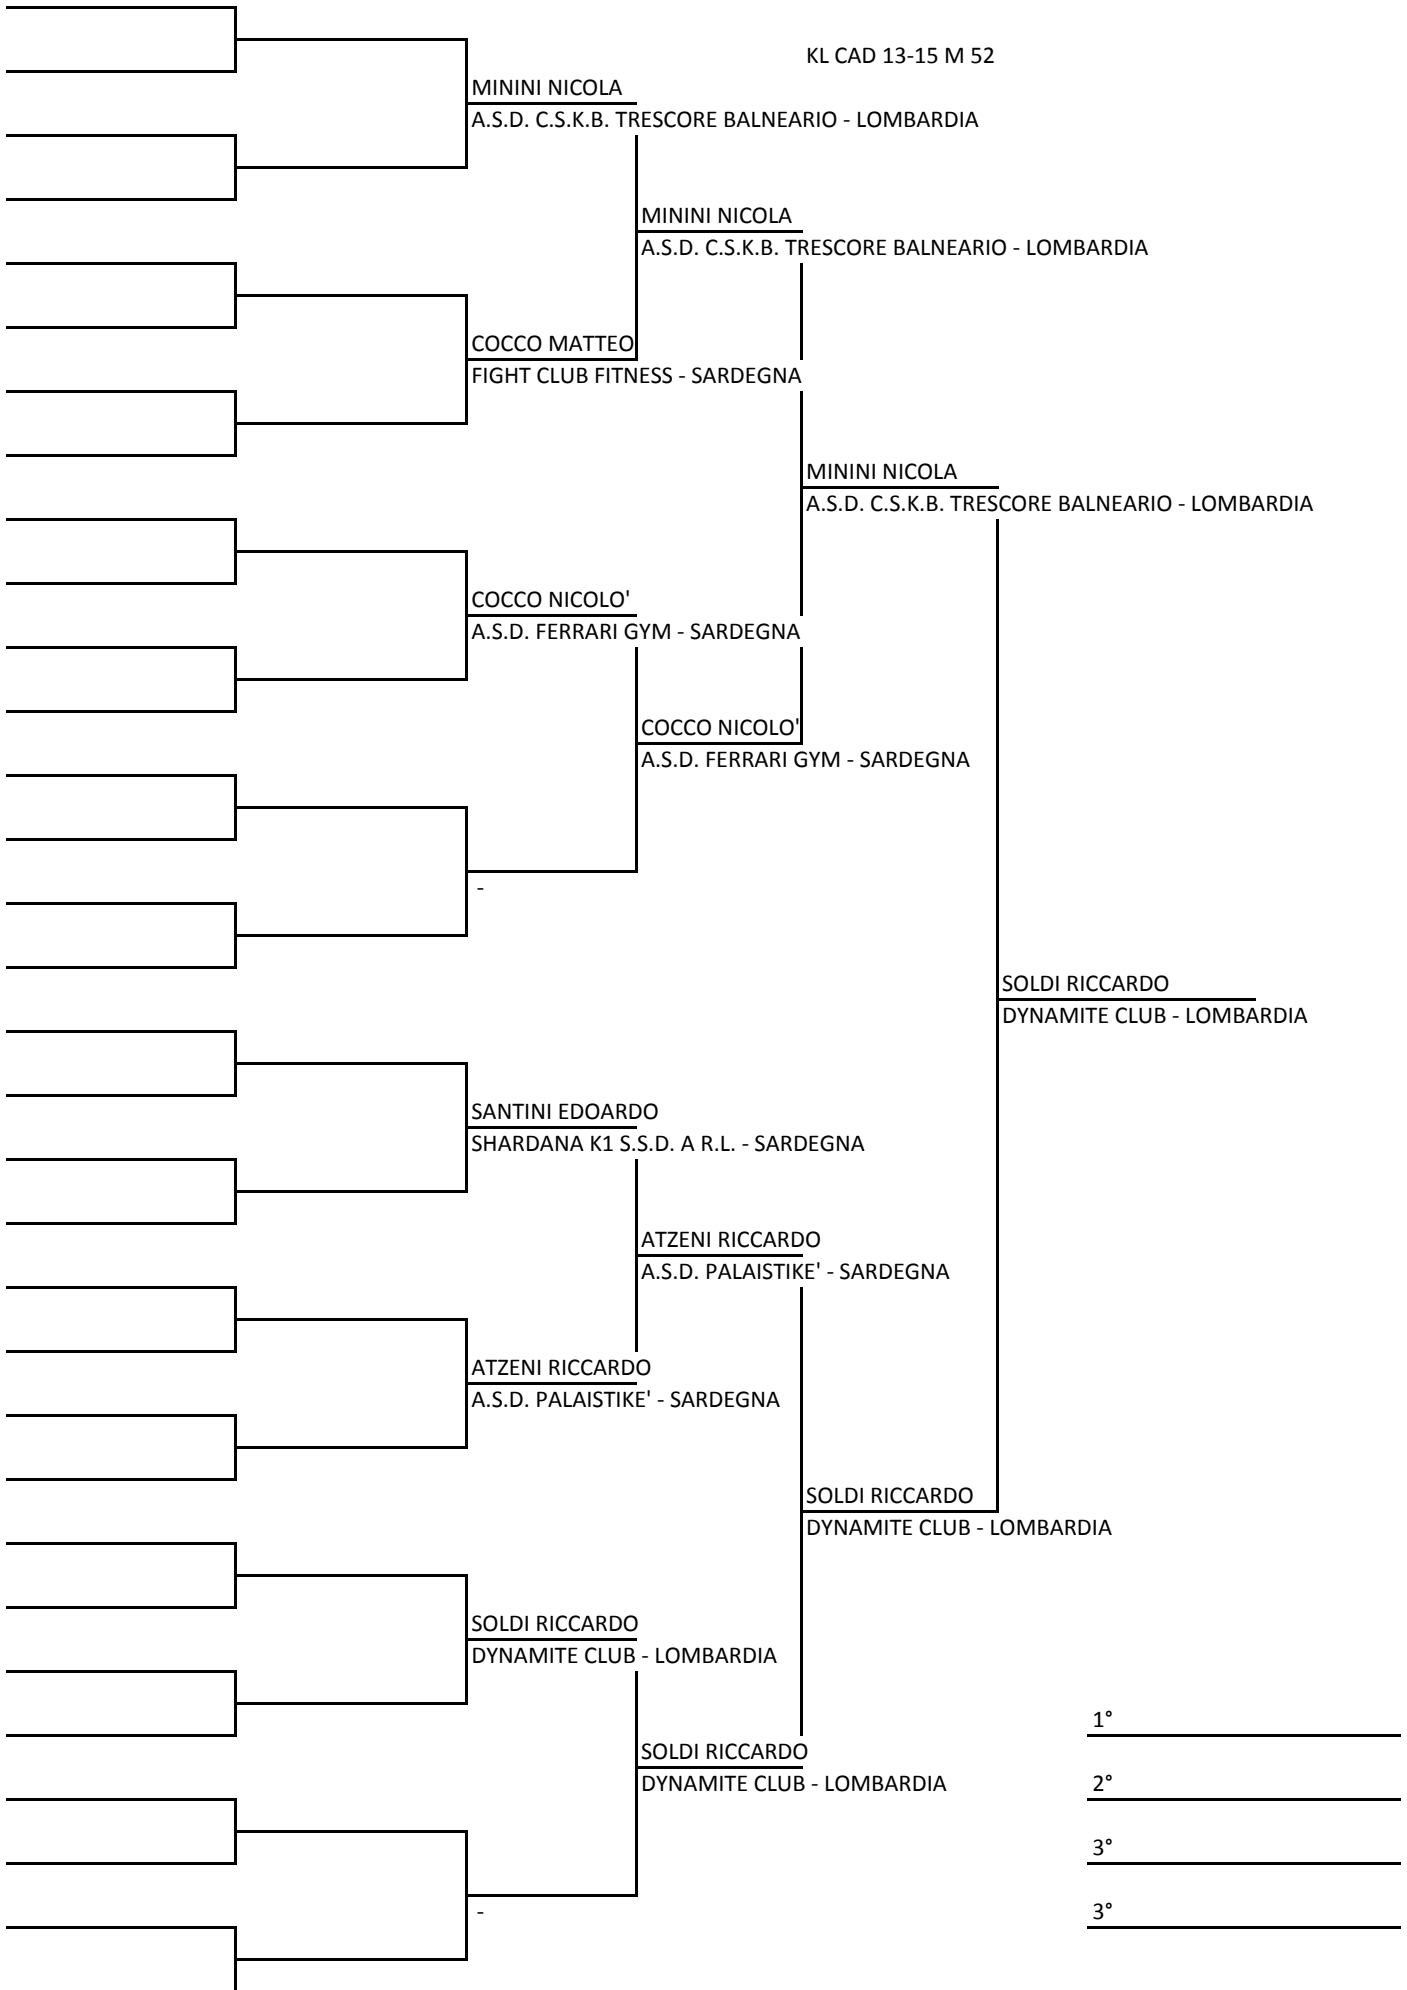 KL CAD 13-15 M 52
MININI NICOLA
A.S.D. C.S.K.B. TRESCORE BALNEARIO - LOMBARDIA
MININI NICOLA
A.S.D. C.S.K.B. TRESCORE BALNEARIO - LOMBARDIA
COCCO MATTEO
FIGHT CLUB FITNESS - SARDEGNA
MININI NICOLA
A.S.D. C.S.K.B. TRESCORE BALNEARIO - LOMBARDIA
COCCO NICOLO'
A.S.D. FERRARI GYM - SARDEGNA
COCCO NICOLO'
A.S.D. FERRARI GYM - SARDEGNA
-
SOLDI RICCARDO
DYNAMITE CLUB - LOMBARDIA
SANTINI EDOARDO
SHARDANA K1 S.S.D. A R.L. - SARDEGNA
ATZENI RICCARDO
A.S.D. PALAISTIKE' - SARDEGNA
ATZENI RICCARDO
A.S.D. PALAISTIKE' - SARDEGNA
SOLDI RICCARDO
DYNAMITE CLUB - LOMBARDIA
SOLDI RICCARDO
DYNAMITE CLUB - LOMBARDIA
1°
SOLDI RICCARDO
DYNAMITE CLUB - LOMBARDIA
2°
3°
-
3°